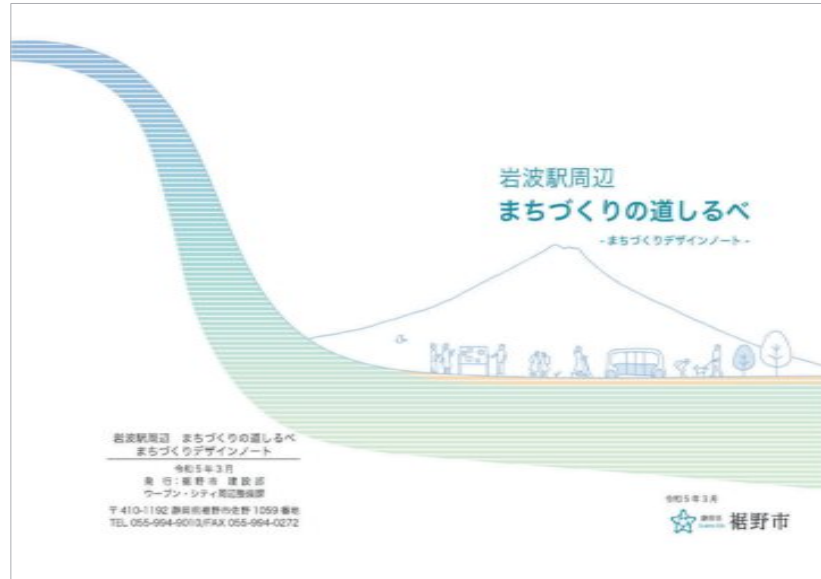 岩波駅周辺
まちづくりの道しるべ
- まちづくりデザインノート -
岩波駅周辺 まちづくりの道しるべ
まちづくりデザインノート
令和5年3月
発 行：裾 野 市 建 設 部
ウーブン・シティ周辺整備課
〒410-1192 静岡県裾野市佐野 1059 番地
TEL 055-994-9010/FAX 055-994-0272
令和5年3月
静岡県
裾野市